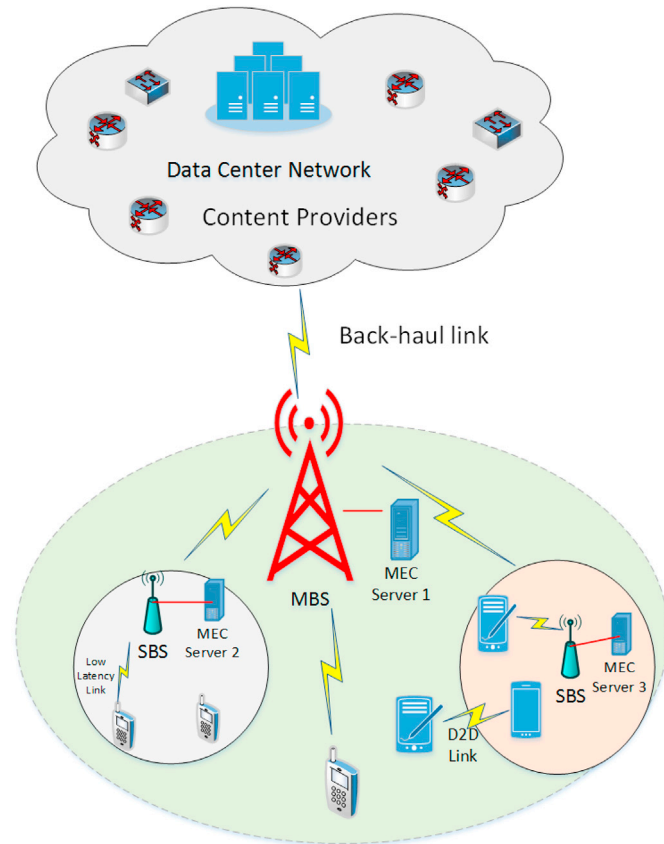 Data Center Network
Content Providers
Back-haul link
MBS
MEC
Server 1
SBS
MEC
Server 2
Low
Latency
Link
SBS
MEC
Server 3
D2D
Link